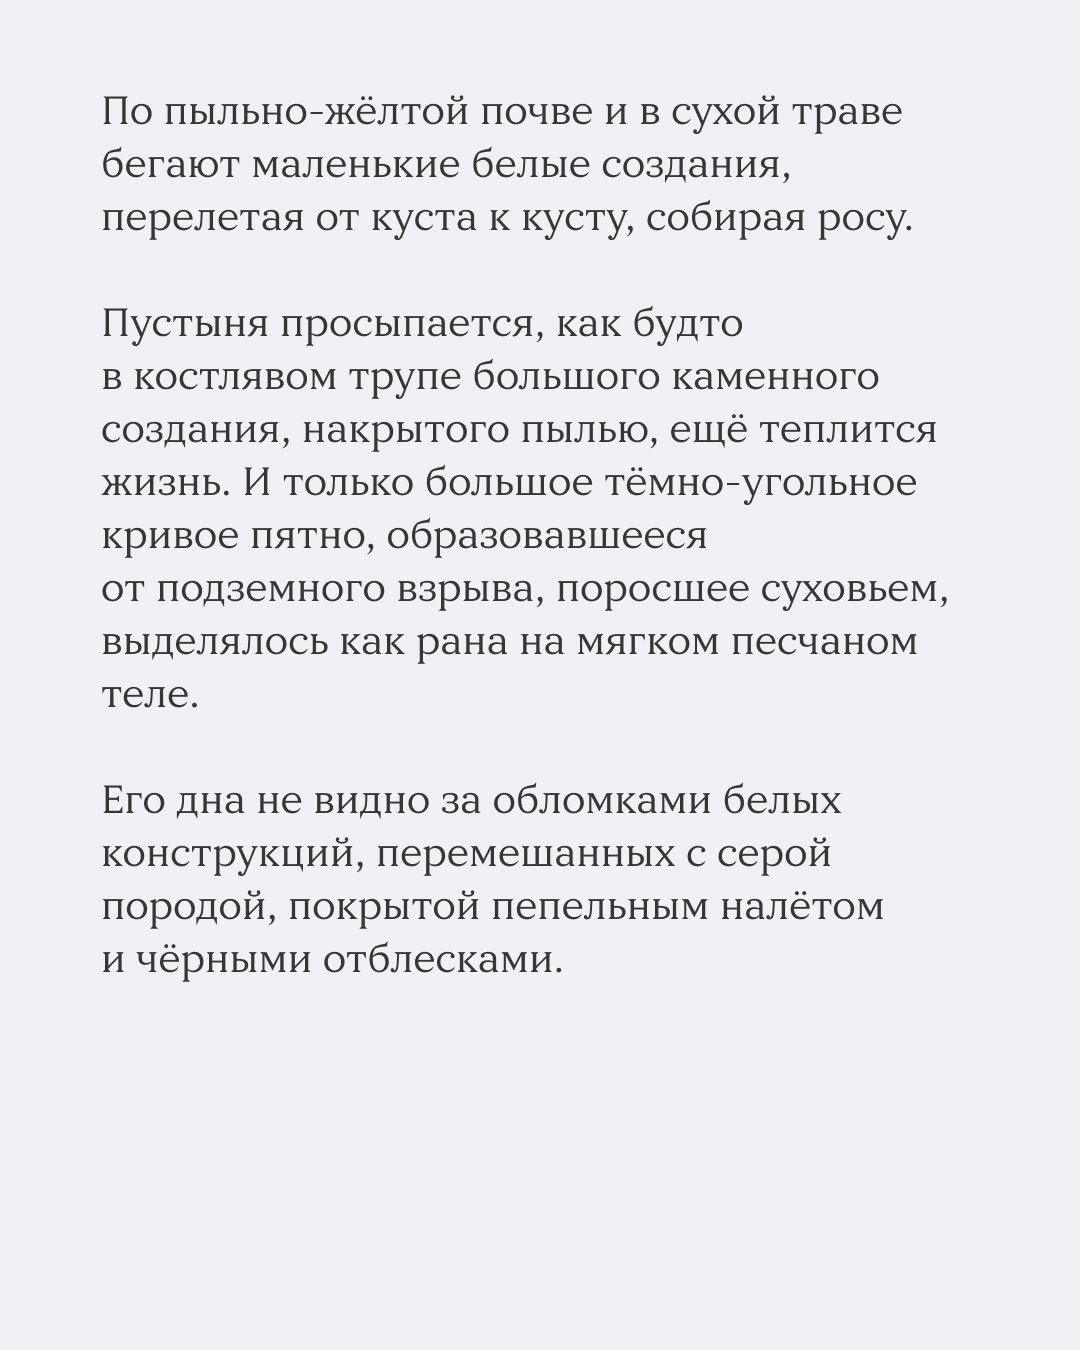 По пыльно-жёлтой почве и в сухой траве
бегают маленькие белые создания,
перелетая от куста к кусту, собирая росу.
Пустыня просыпается, как будто
в костлявом трупе большого каменного
создания, накрытого пылью, ещё теплится
жизнь. И только большое тёмно-угольное
кривое пятно, образовавшееся
от подземного взрыва, поросшее суховьем,
выделялось как рана на мягком песчаном
теле.
Его дна не видно за обломками белых
конструкций, перемешанных с серой
породой, покрытой пепельным налётом
и чёрными отблесками.